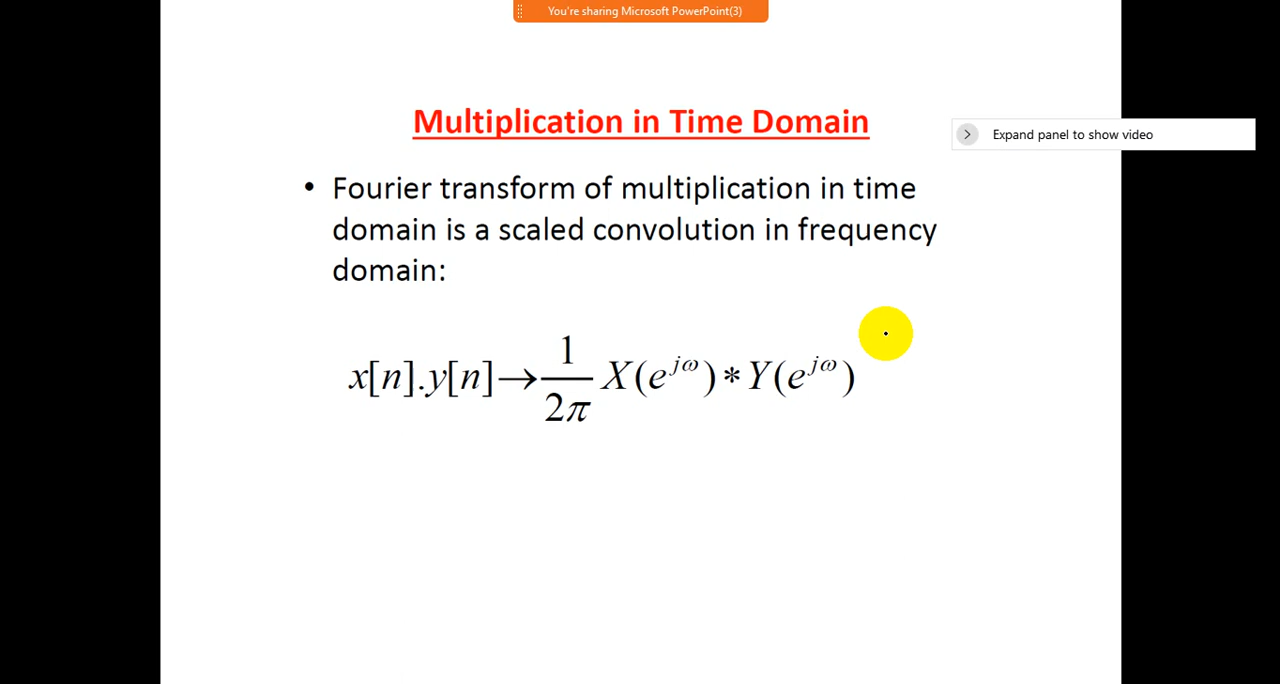 You're sharing Microsoft PowerPoint(3)
Multiplication in Time Domain
Expand panel to show video
• Fourier transform of multiplication in time
domain is a scaled convolution in frequency
domain:
x[n].y[n]→\frac{1}{2π} X(e^{jω})*Y(e^{jω})